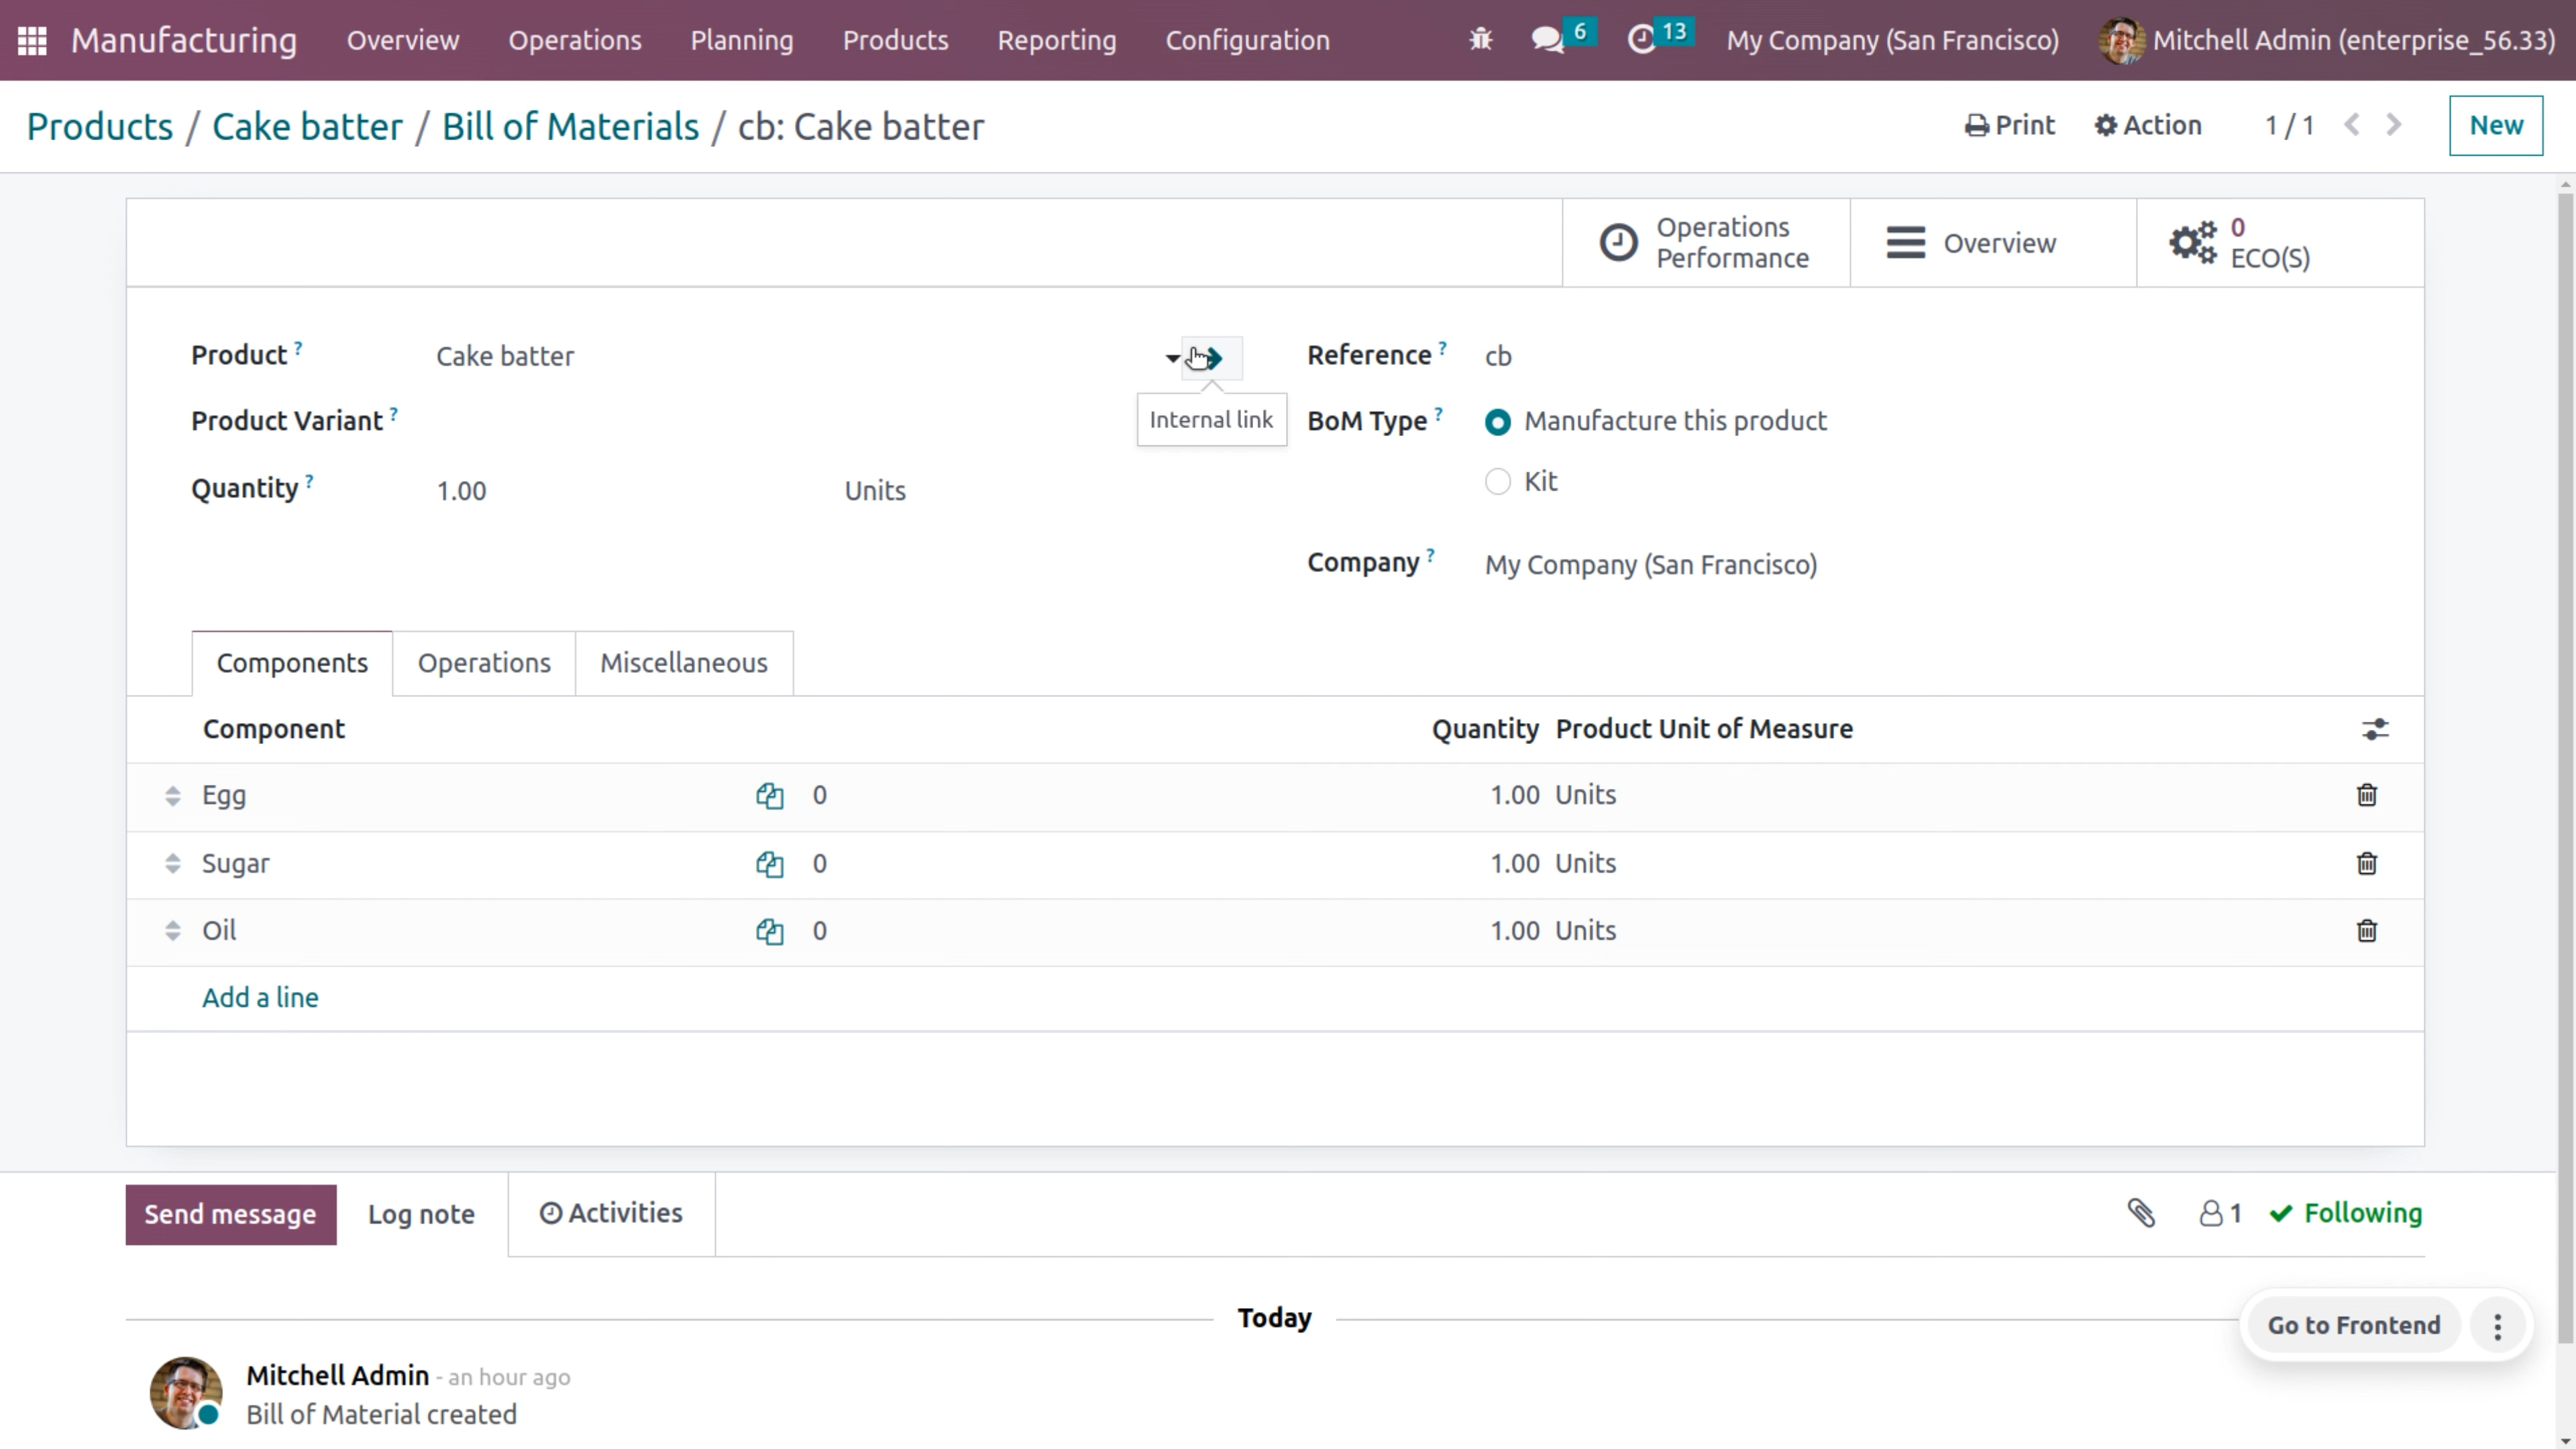 Manufacturing Overview Operations Planning Products Reporting Configuration 6 13 My Company (San Francisco) Mitchell Admin (enterprise_56.33)
Products / Cake batter / Bill of Materials / cb: Cake batter Print Action 1 / 1 New
Operations Performance Overview 0 ECO(S)
Product ? Cake batter Reference ? cb
Internal link
Product Variant ? BoM Type ? Manufacture this product
Kit
Quantity ? 1.00 Units
Company ? My Company (San Francisco)
Components Operations Miscellaneous
Component Quantity Product Unit of Measure
Egg 0 1.00 Units
Sugar 0 1.00 Units
Oil 0 1.00 Units
Add a line
Send message Log note Activities 1 Following
Today
Go to Frontend
Mitchell Admin - an hour ago
Bill of Material created